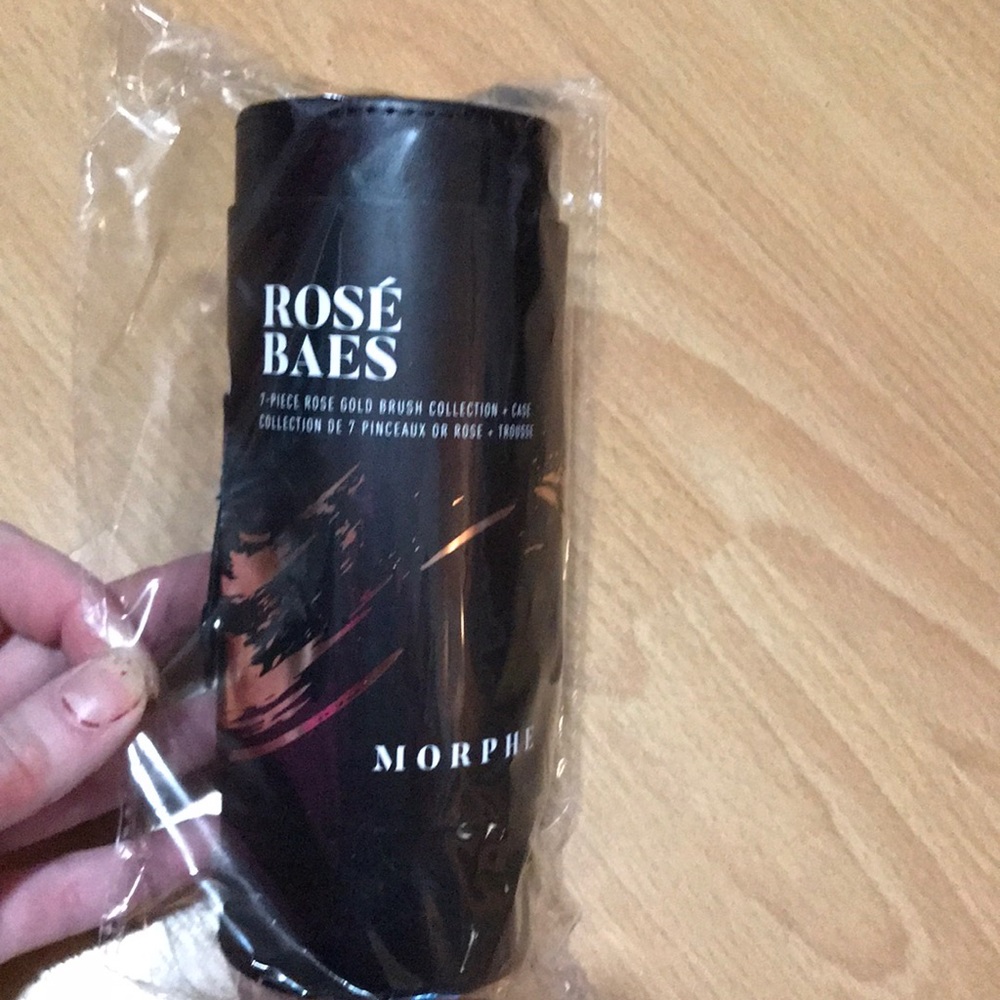 ROSÉ
BAES
7-PIECE ROSE GOLD BRUSH COLLECTION + CASE
COLLECTION DE 7 PINCEAUX OR ROSE + TROUSSE
MORPHE